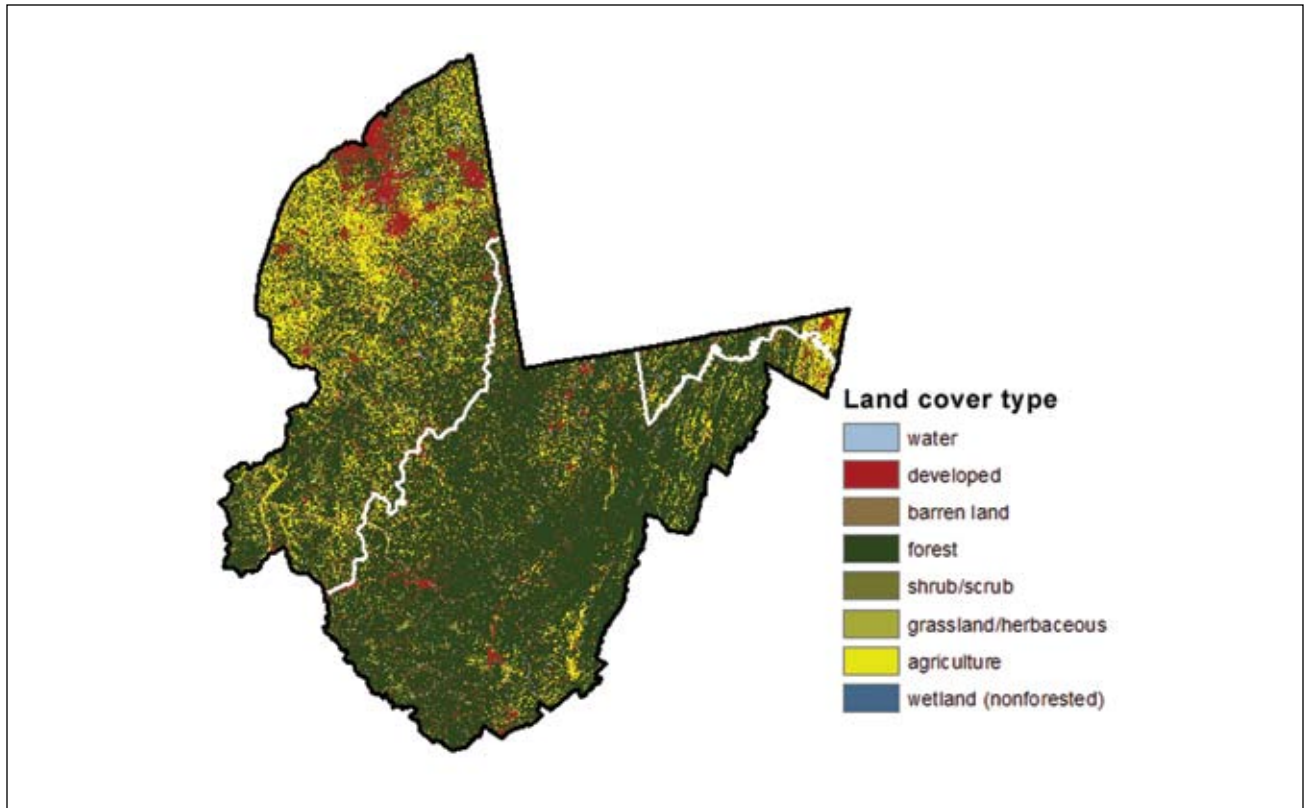 Land cover type
water
developed
barren land
forest
shrub/scrub
grassland/herbaceous
agriculture
wetland (nonforested)